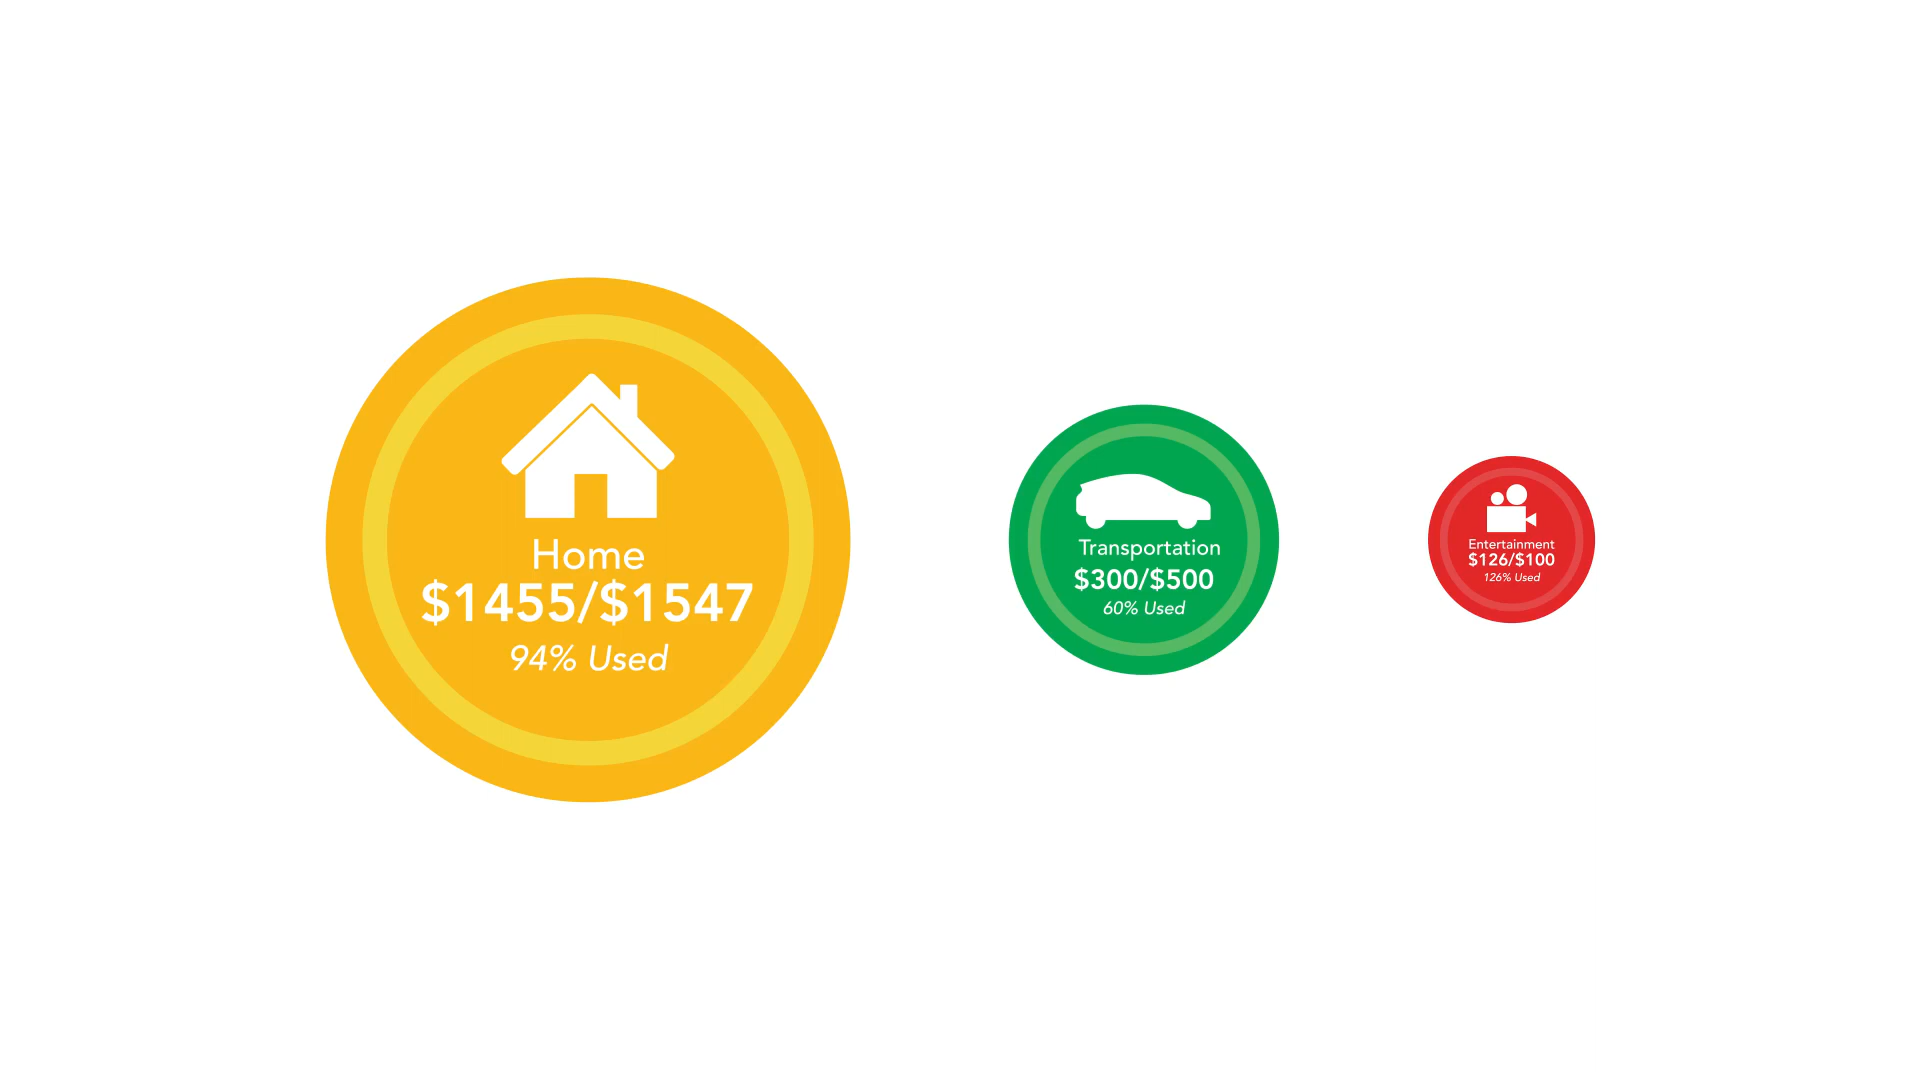 Home
$1455/$1547
94% Used
Transportation
$300/$500
60% Used
Entertainment
$126/$100
126% Used